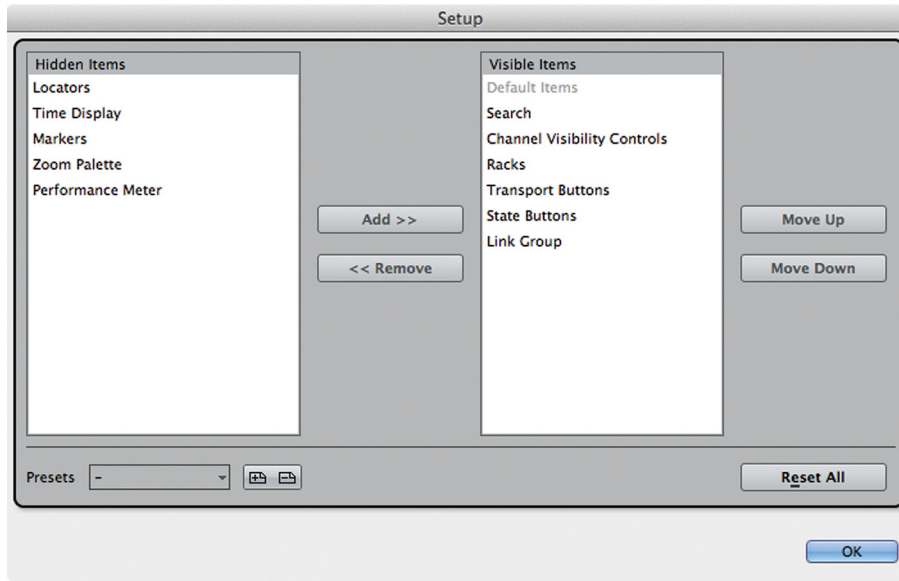 Setup
Hidden Items
Locators
Time Display
Markers
Zoom Palette
Performance Meter
Add >>
<< Remove
Visible Items
Default Items
Search
Channel Visibility Controls
Racks
Transport Buttons
State Buttons
Link Group
Move Up
Move Down
Presets
-
Reset All
OK